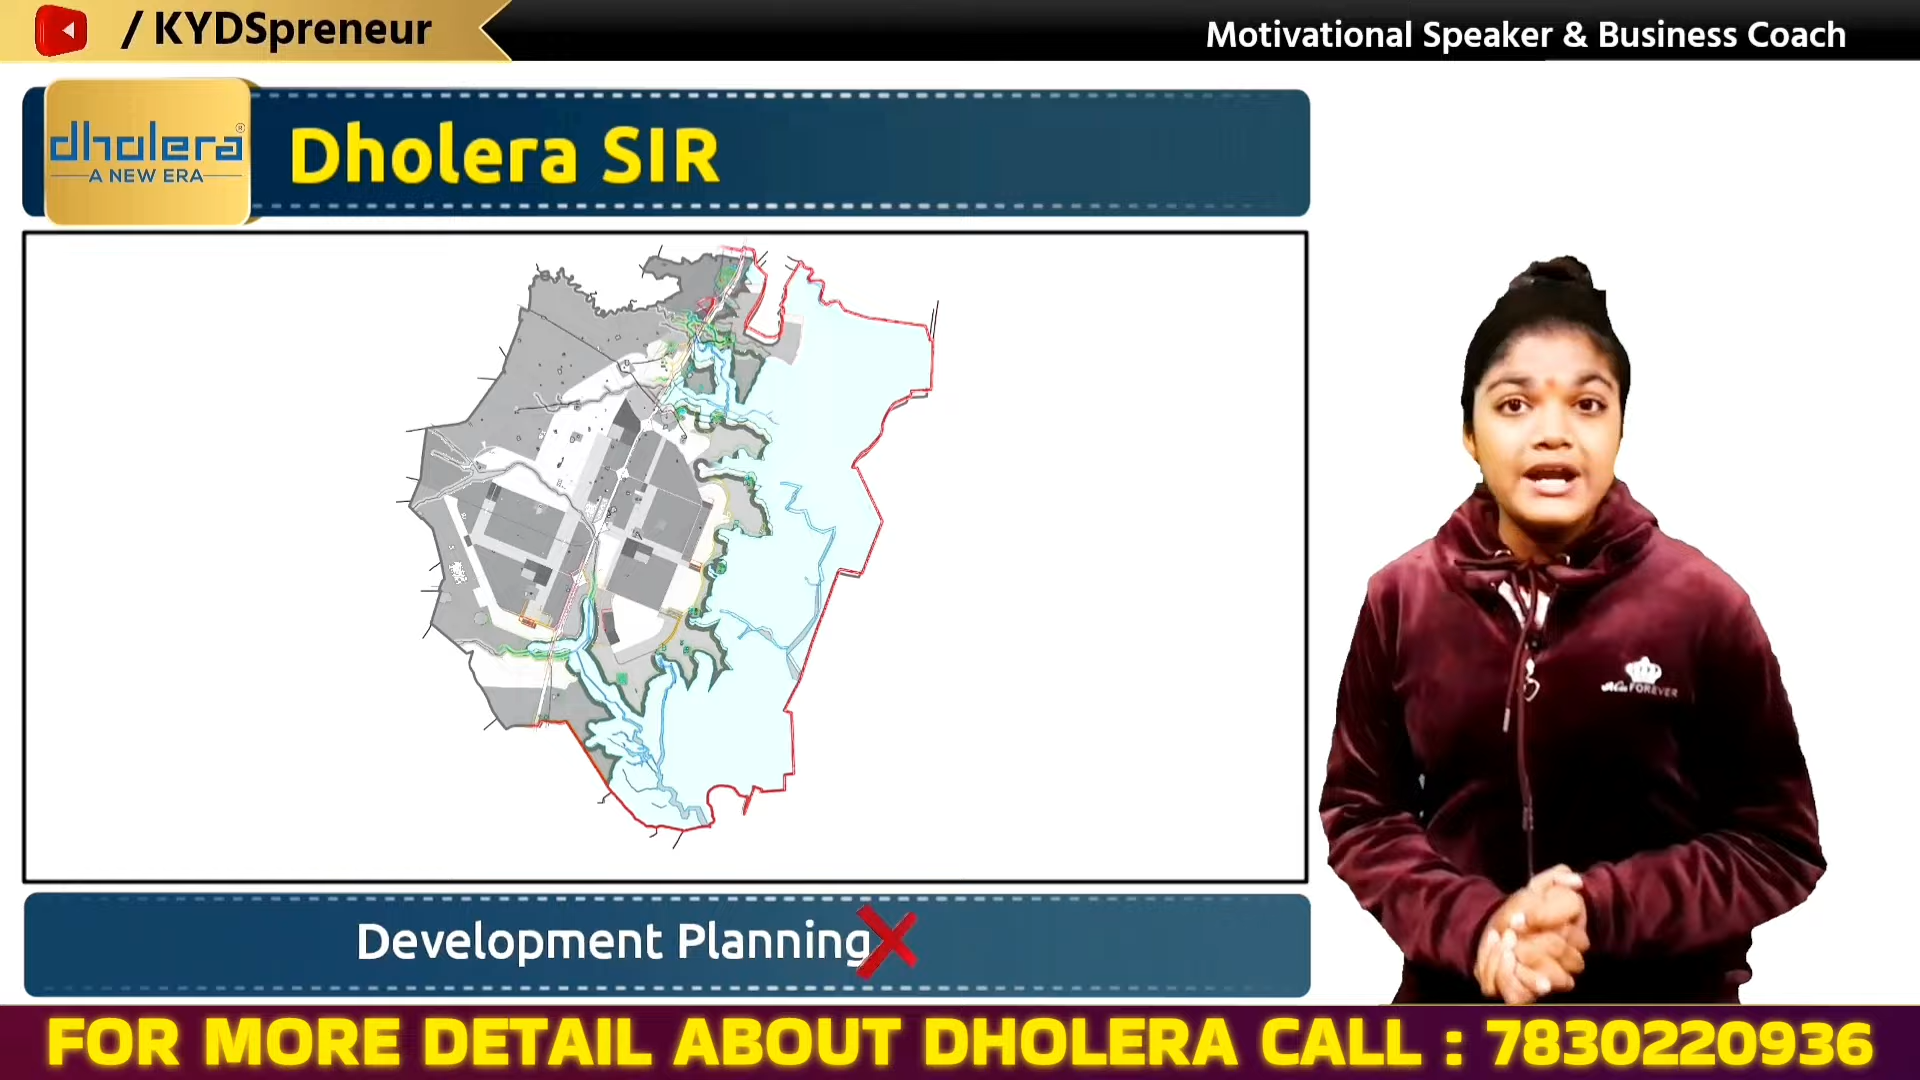 / KYDSpreneur
Motivational Speaker & Business Coach
dholera®
A NEW ERA
Dholera SIR
FOREVER
Development Planning
FOR MORE DETAIL ABOUT DHOLERA CALL : 7830220936